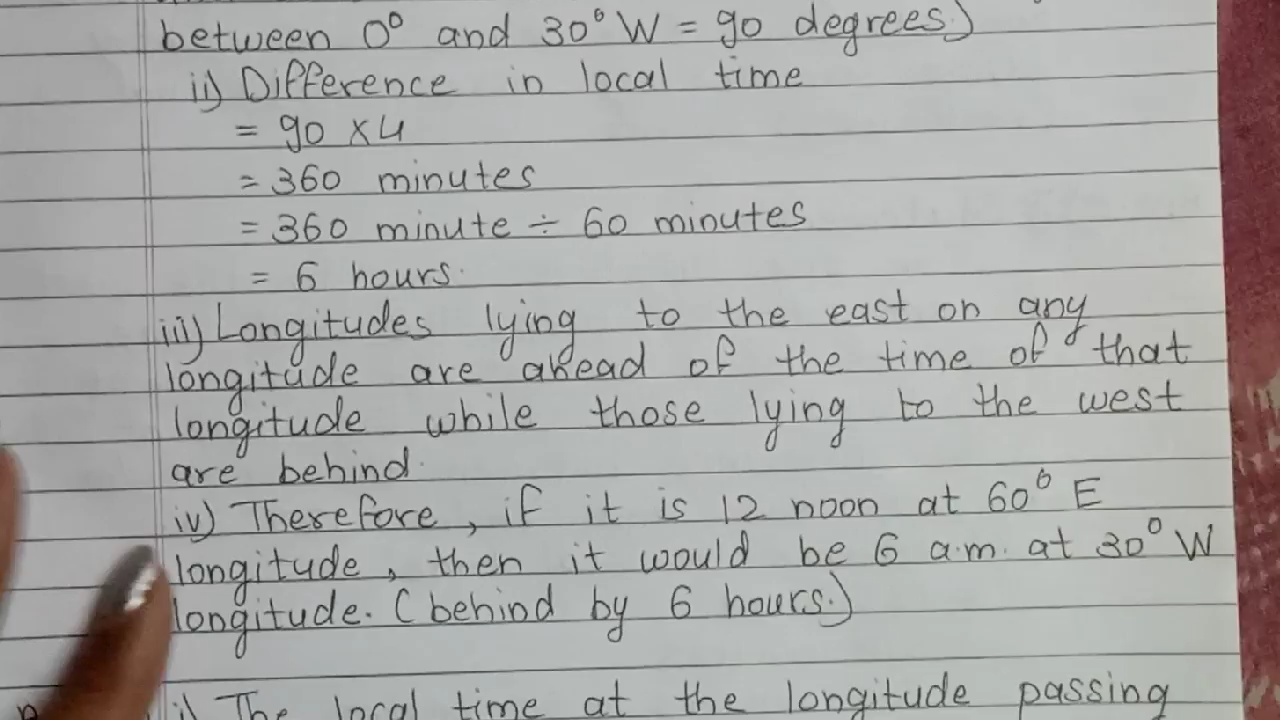 between 0° and 30° W = 90 degrees.)
ii) Difference in local time
= 90 × 4
= 360 minutes
= 360 minute ÷ 60 minutes
= 6 hours.
iii) Longitudes lying to the east on any
longitude are ahead of the time of that
longitude while those lying to the west
are behind.
iv) Therefore, if it is 12 noon at 60° E
longitude, then it would be 6 a.m. at 30° W
longitude. (behind by 6 hours.)
i) The local time at the longitude passing